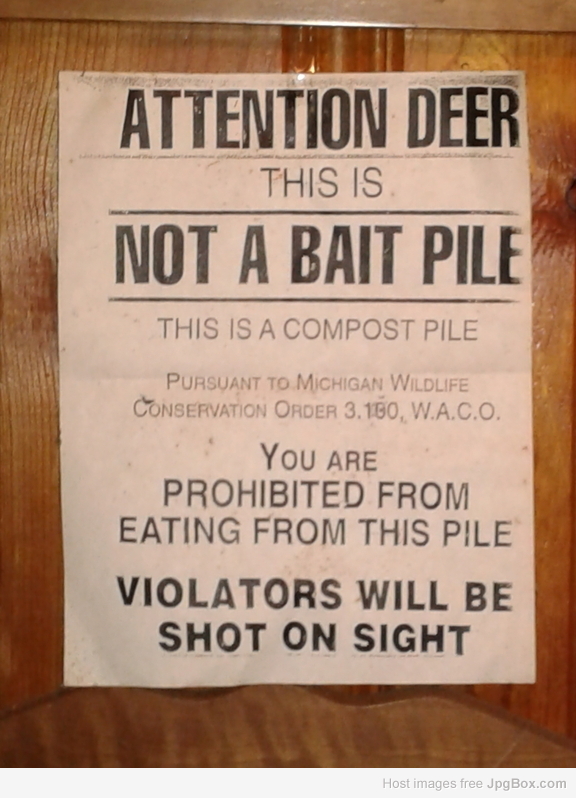 ATTENTION DEER
THIS IS
NOT A BAIT PILE
THIS IS A COMPOST PILE
PURSUANT TO MICHIGAN WILDLIFE
CONSERVATION ORDER 3.100, W.A.C.O.
YOU ARE
PROHIBITED FROM
EATING FROM THIS PILE
VIOLATORS WILL BE
SHOT ON SIGHT
Host images free JpgBox.com